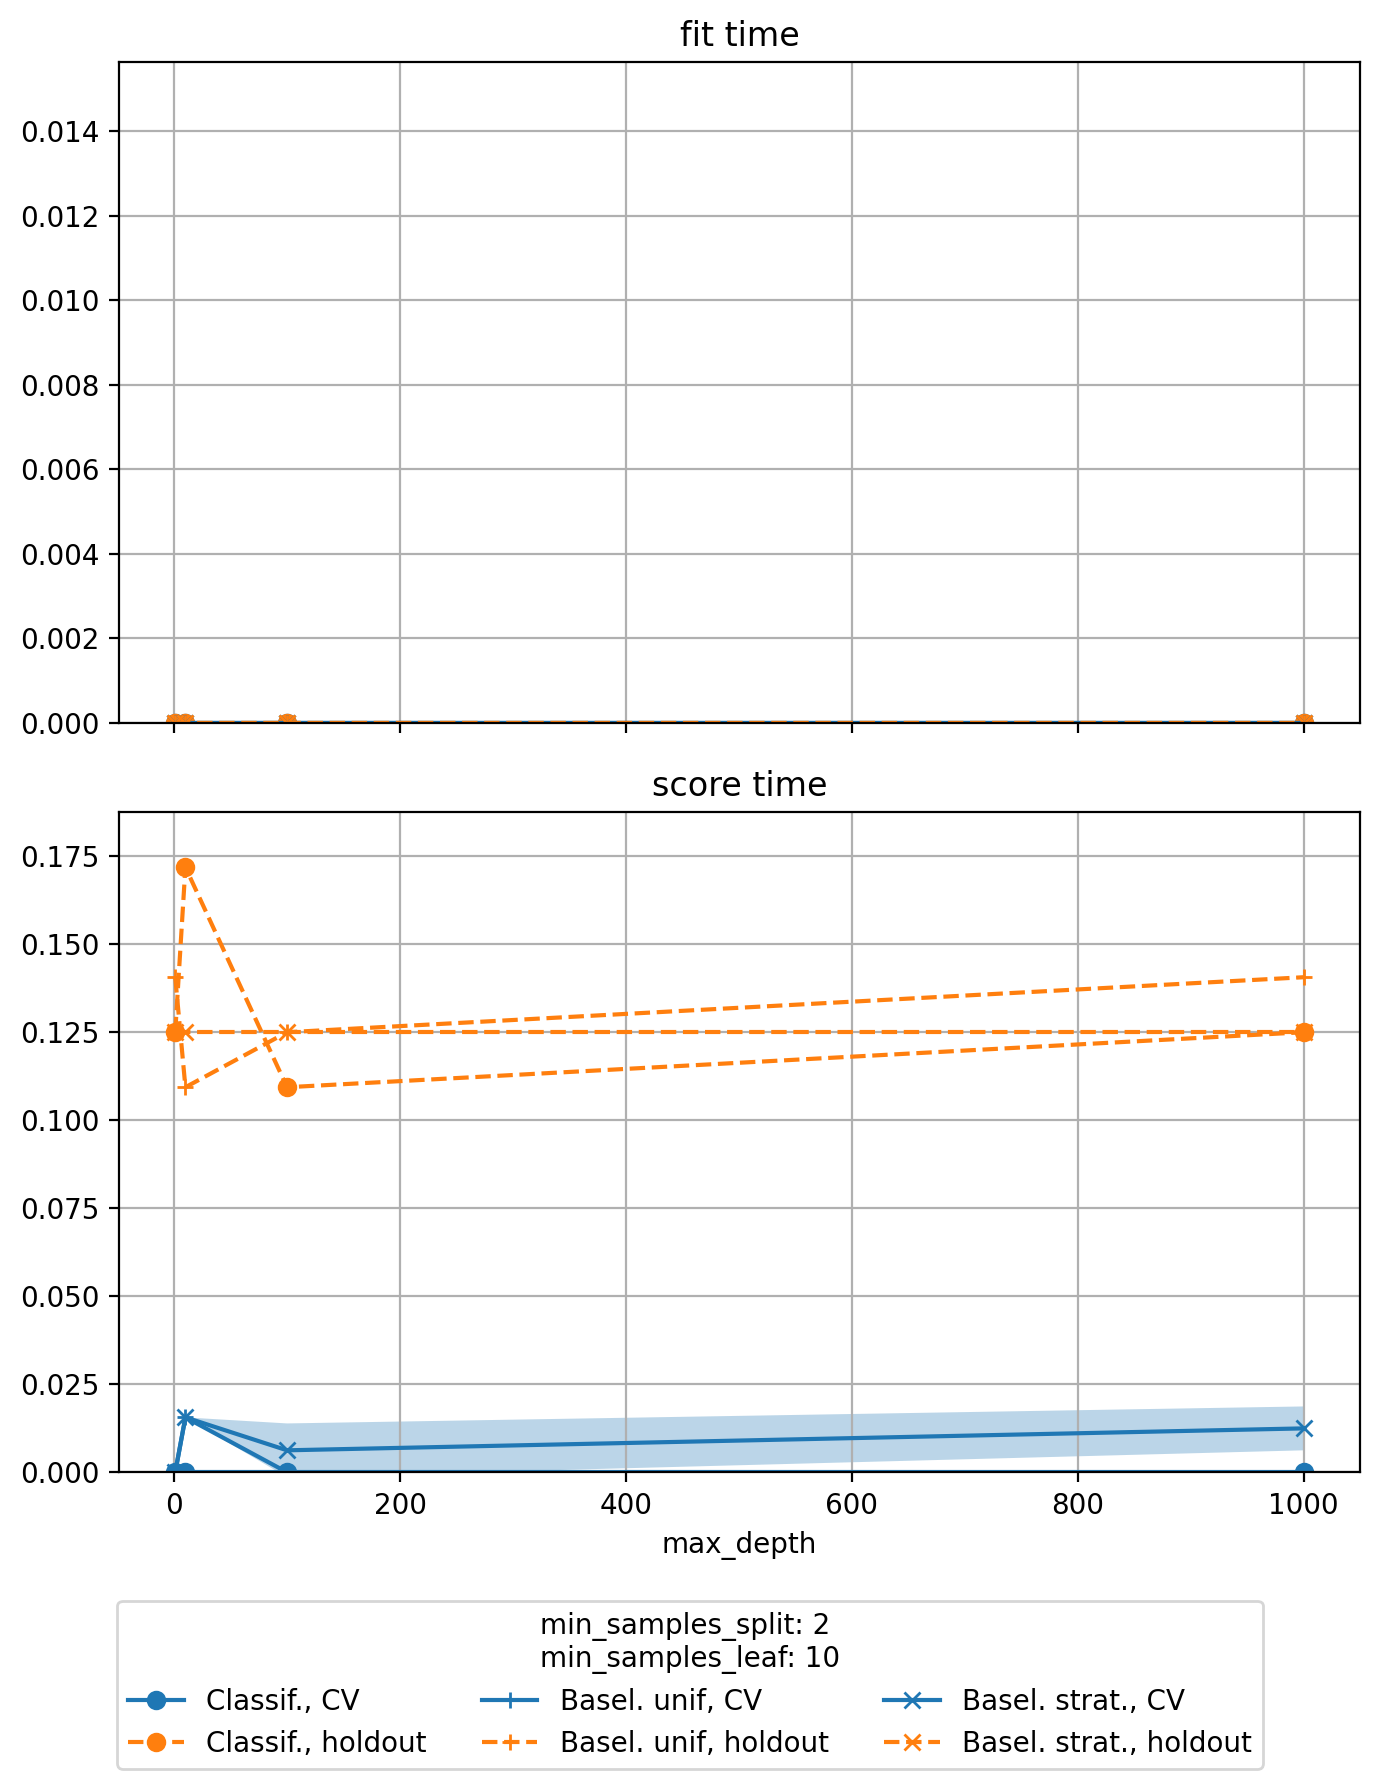 fit time
0.014
0.012
0.010
0.008
0.006
0.004
0.002
0.000
score time
0.175
0.150
0.125
0.100
0.075
0.050
0.025
0.000
0 200 400 600 800 1000
max_depth
min_samples_split: 2
min_samples_leaf: 10
Classif., CV Basel. unif, CV Basel. strat., CV
Classif., holdout Basel. unif, holdout Basel. strat., holdout